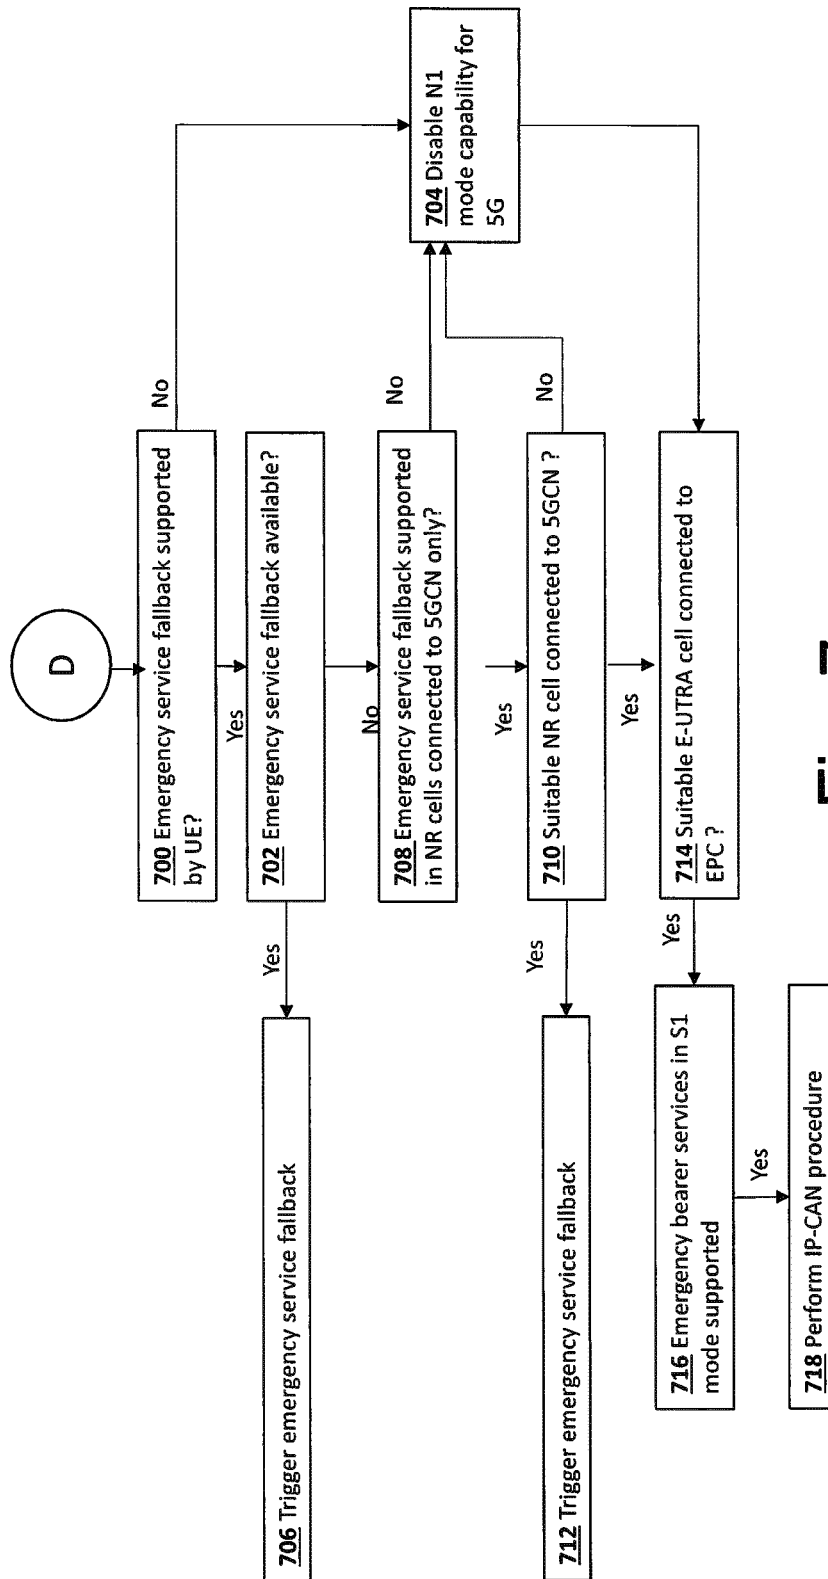 D
700 Emergency service fallback supported
by UE?
No
Yes
702 Emergency service fallback available?
Yes
706 Trigger emergency service fallback
No
708 Emergency service fallback supported
in NR cells connected to 5GCN only?
No
704 Disable N1
mode capability for
5G
Yes
710 Suitable NR cell connected to 5GCN ?
No
Yes
712 Trigger emergency service fallback
Yes
714 Suitable E-UTRA cell connected to
EPC ?
Yes
716 Emergency bearer services in S1
mode supported
Yes
718 Perform IP-CAN procedure